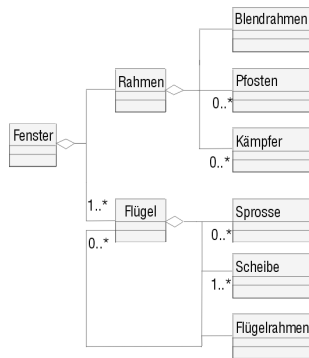 Blendrahmen
Rahmen
Pfosten
0..*
Fenster
Kämpfer
0..*
1..*
Flügel
Sprosse
0..*
0..*
Scheibe
1..*
Flügelrahmen